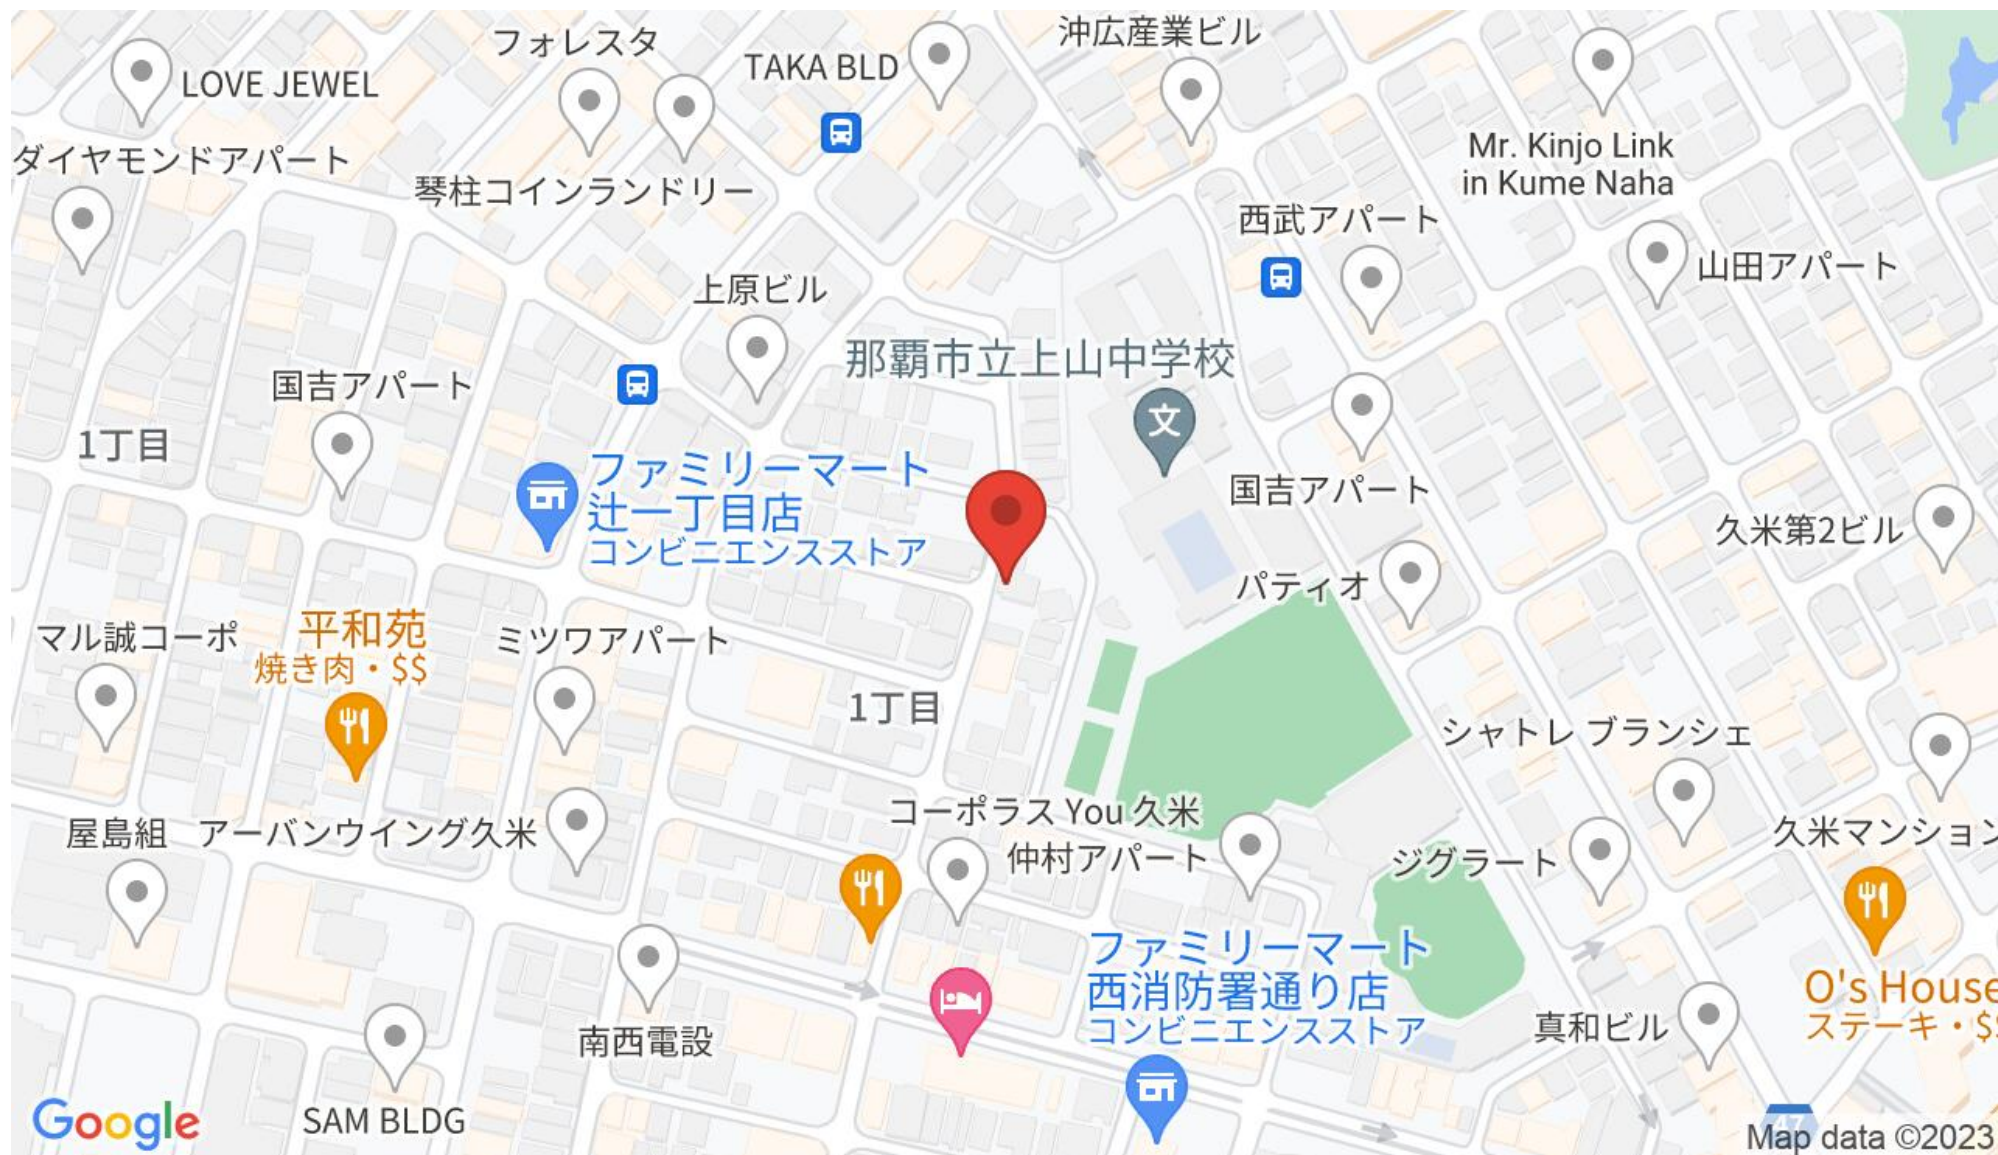 沖広産業ビル
フォレスタ
TAKA BLD
LOVE JEWEL
ダイヤモンドアパート
琴柱コインランドリー
Mr. Kinjo Link
in Kume Naha
西武アパート
山田アパート
上原ビル
那覇市立上山中学校
文
国吉アパート
1丁目
ファミリーマート
辻一丁目店
コンビニエンスストア
国吉アパート
久米第2ビル
パティオ
平和苑
焼き肉・$$
マル誠コーポ
ミツワアパート
1丁目
シャトレ ブランシェ
コーポラス You 久米
屋島組
アーバンウイング久米
仲村アパート
ジグラート
久米マンション
ファミリーマート
西消防署通り店
コンビニエンスストア
O's House
ステーキ・$$
真和ビル
南西電設
SAM BLDG
Google
47
Map data ©2023